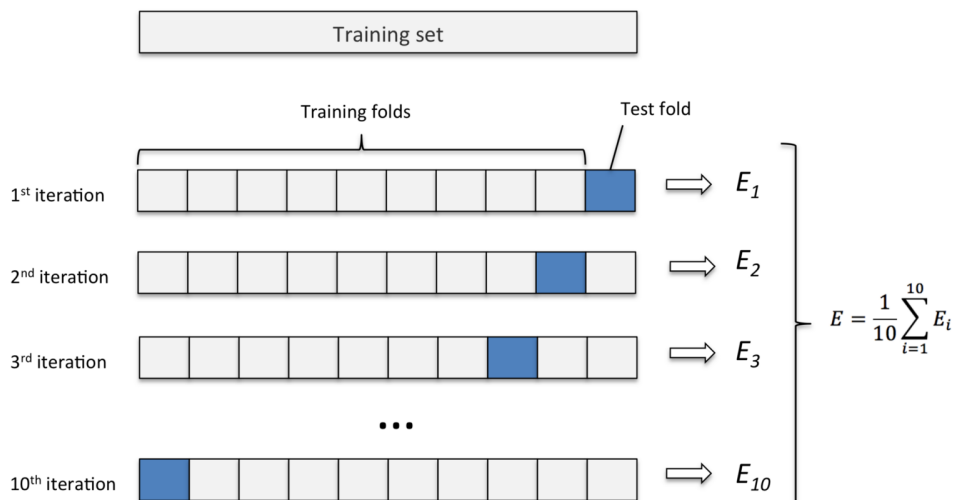 Training set
Training folds
Test fold
1st iteration
E1
2nd iteration
E2
E = 1/10 ∑ i=1 10 Ei
3rd iteration
E3
...
10th iteration
E10